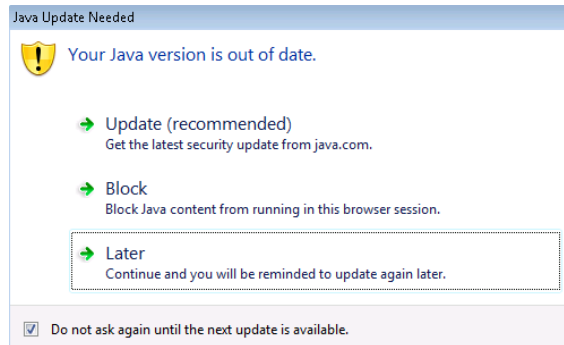 Java Update Needed
Your Java version is out of date.
Update (recommended)
Get the latest security update from java.com.
Block
Block Java content from running in this browser session.
Later
Continue and you will be reminded to update again later.
Do not ask again until the next update is available.